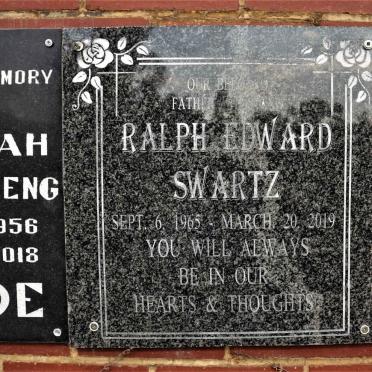 MORY
AH
ENG
956
018
DE
OUR
FATH
RALPH EDWARD
SWARTZ
SEPT. 6, 1965 - MARCH. 20, 2019
YOU WILL ALWAYS
BE IN OUR
HEARTS & THOUGHTS